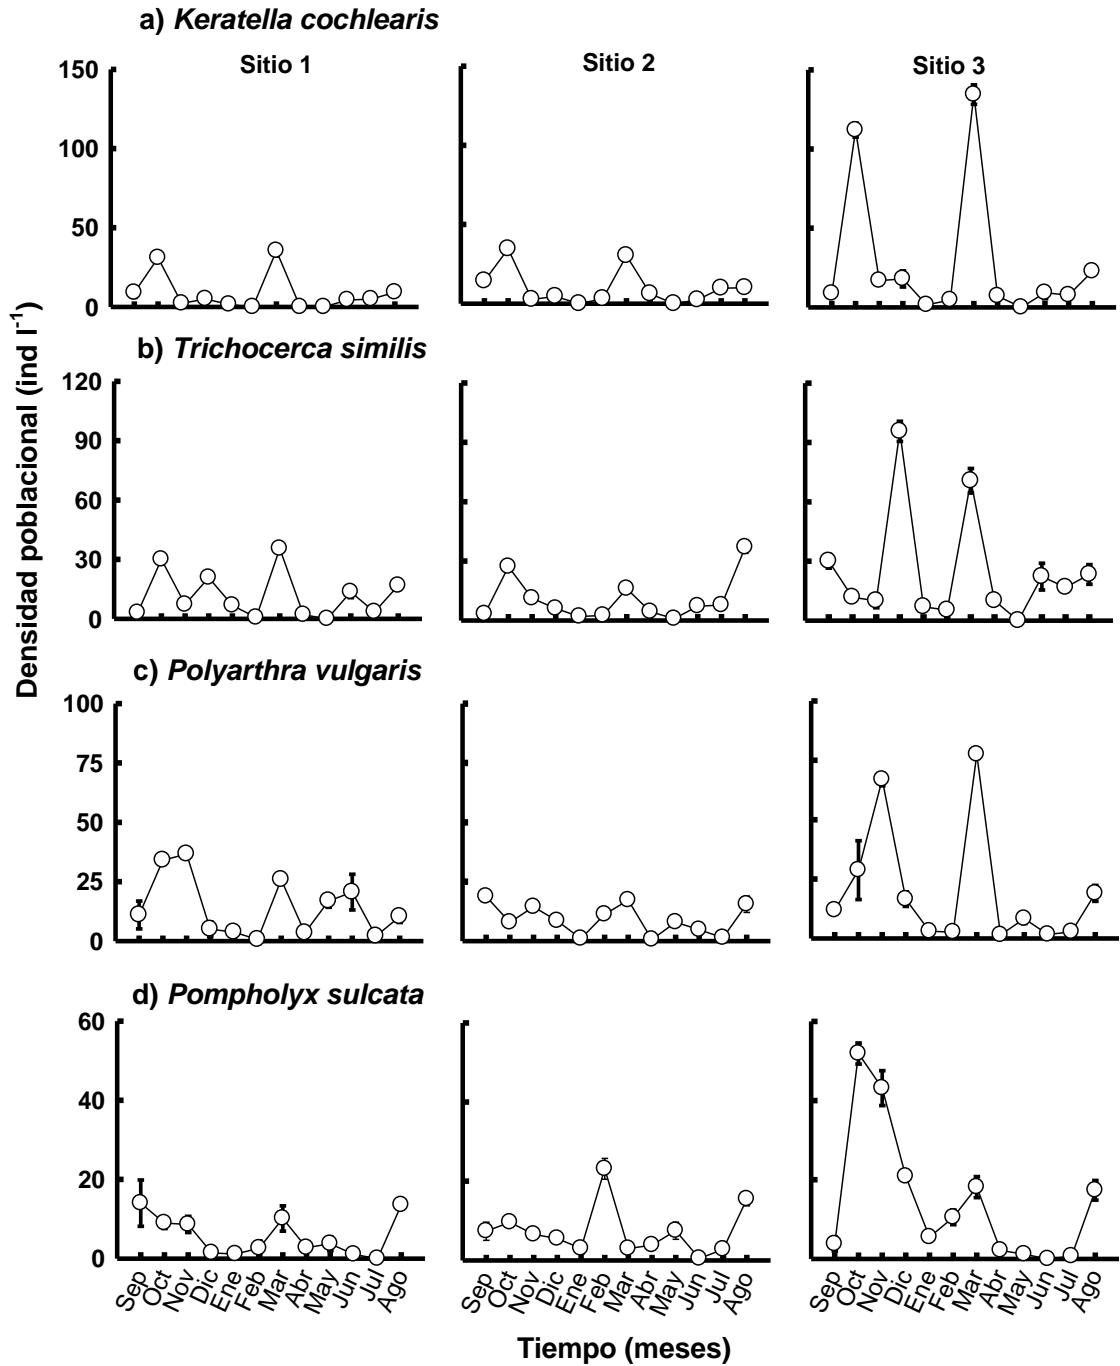 a) Keratella cochlearis
Sitio 1
Sitio 2
Sitio 3
150
100
50
0
b) Trichocerca similis
120
90
60
30
0
Densidad poblacional (ind l-1)
c) Polyarthra vulgaris
100
75
50
25
0
d) Pompholyx sulcata
60
40
20
0
Sep Oct Nov Dic Ene Feb Mar Abr May Jun Jul Ago
Sep Oct Nov Dic Ene Feb Mar Abr May Jun Jul Ago
Sep Oct Nov Dic Ene Feb Mar Abr May Jun Jul Ago
Tiempo (meses)